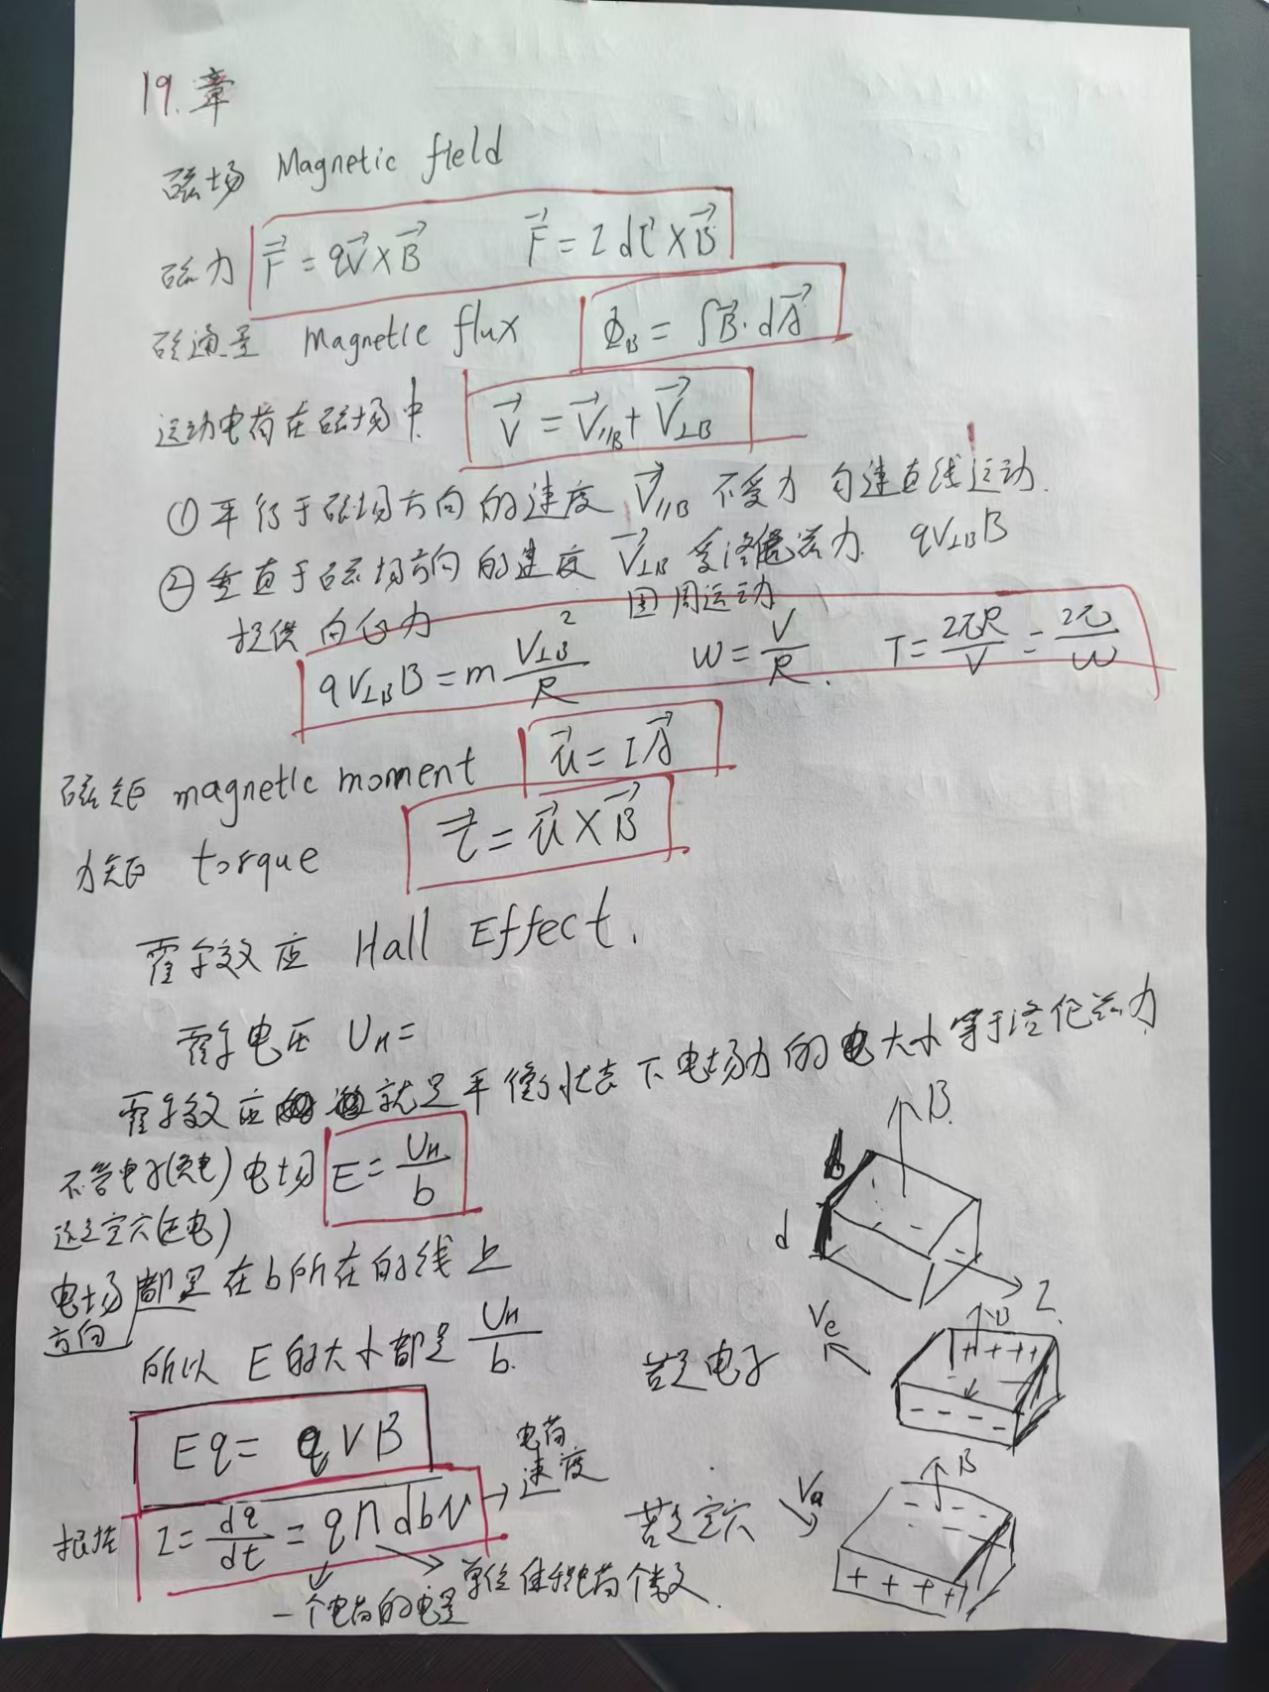 19.章
磁场 Magnetic field
磁力 F⃗ = qV⃗×B⃗ F⃗ = I dl⃗ ×B⃗
磁通量 Magnetic flux Φ_B = ∫B⃗·dA⃗
运动电荷在磁场中. V⃗ = V⃗_{//B} + V⃗_{⊥B}
① 平行于磁场方向的速度 V⃗_{//B} 不受力 匀速直线运动.
② 垂直于磁场方向的速度 V⃗_{⊥B} 受洛伦兹力. qV_{⊥B}B
提供向心力 圆周运动
qV_{⊥B}B = m V_{⊥B}²/R W = V/R. T = 2πR/V = 2π/W
磁矩 magnetic moment u⃗ = IA⃗
力矩 torque τ⃗ = u⃗ × B⃗
霍尔效应 Hall Effect.
霍尔电压 U_H =
霍尔效应 就是平衡状态下电场力的 大小等于洛伦兹力
不管电子(负电) 电场 E = U_H/b
还是空穴(正电)
电场方向都是在b所在的线上
所以 E的大小都是 U_H/b.
Eq = qVB
根据 I = dq/dt = qndbv
电荷速度
单位体积电荷个数.
一个电荷的电量
B.
b
d
I.
若是电子
Ve
B
+ + + +
- - - -
若是空穴
B
- - - -
+ + + +